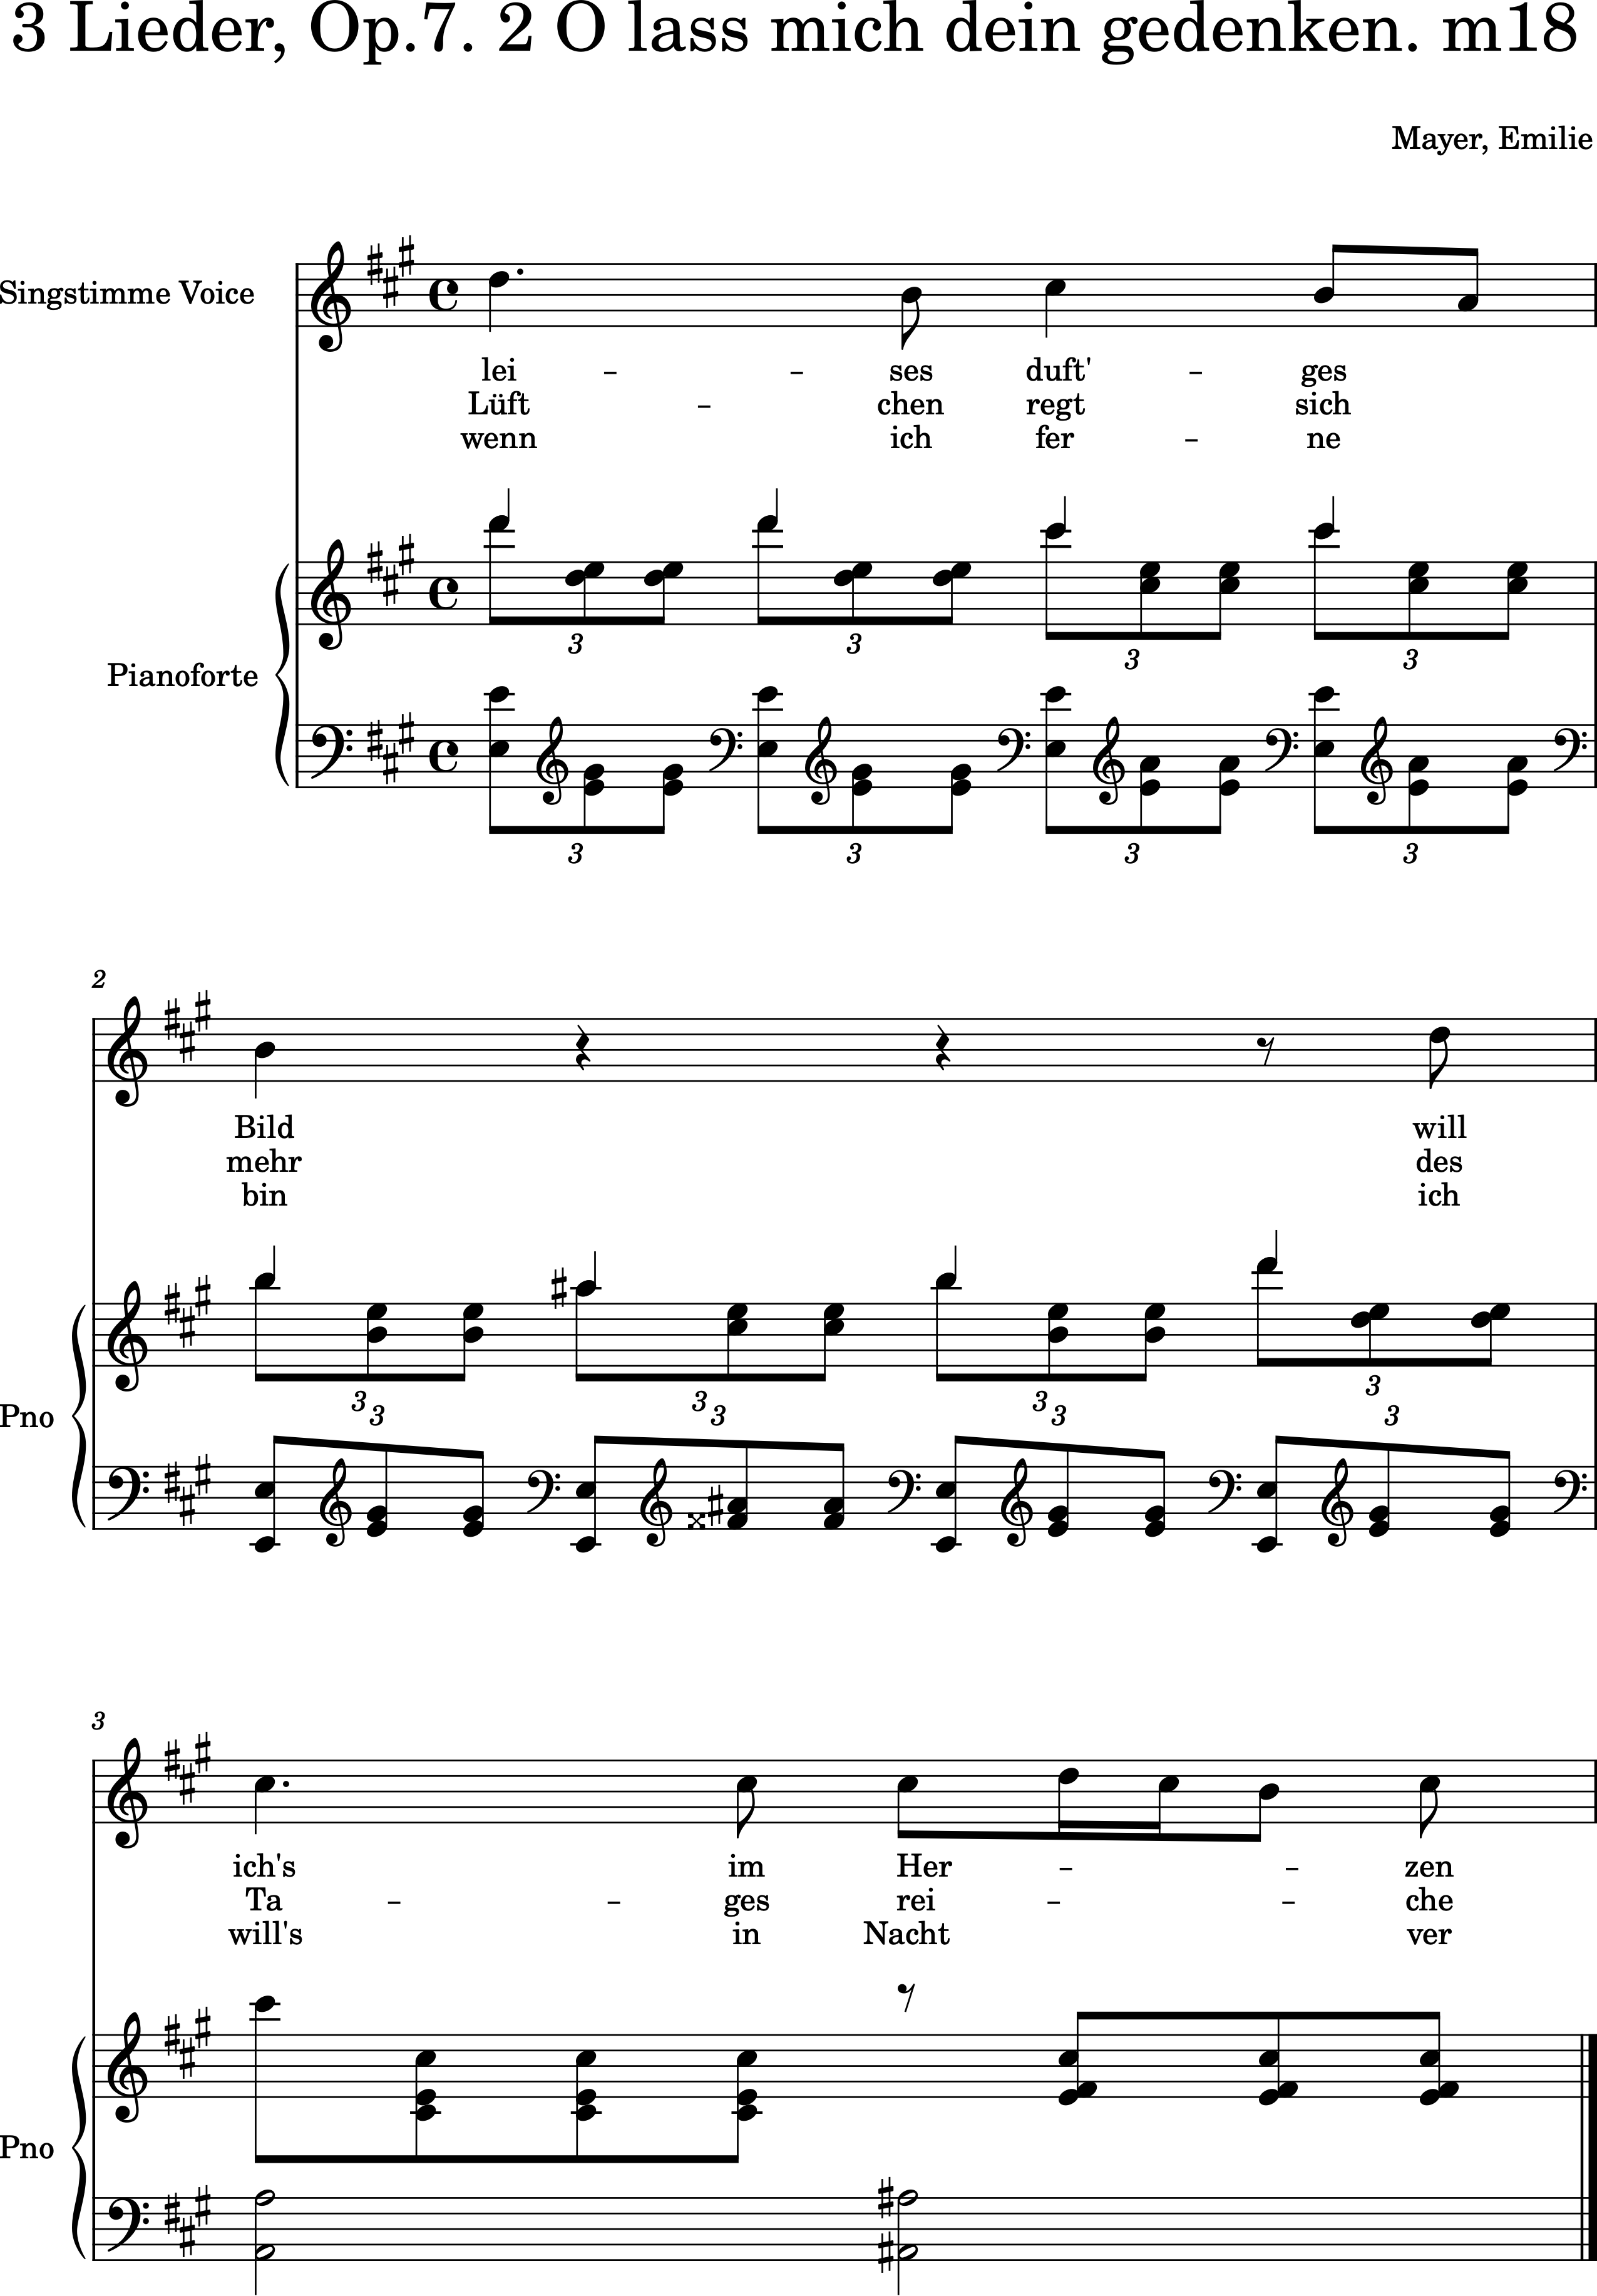 3 Lieder, Op.7. 2 O lass mich dein gedenken. m18
Mayer, Emilie
Singstimme Voice
lei – – ses duft' – ges
Lüft – chen regt sich
wenn ich fer – ne
3 3 3 3
Pianoforte
3 3 3 3
2
Bild will
mehr des
bin ich
3 3 3 3
Pno
3 3 3 3
3
ich's im Her – – zen
Ta – – ges rei – – che
will's in Nacht ver
Pno